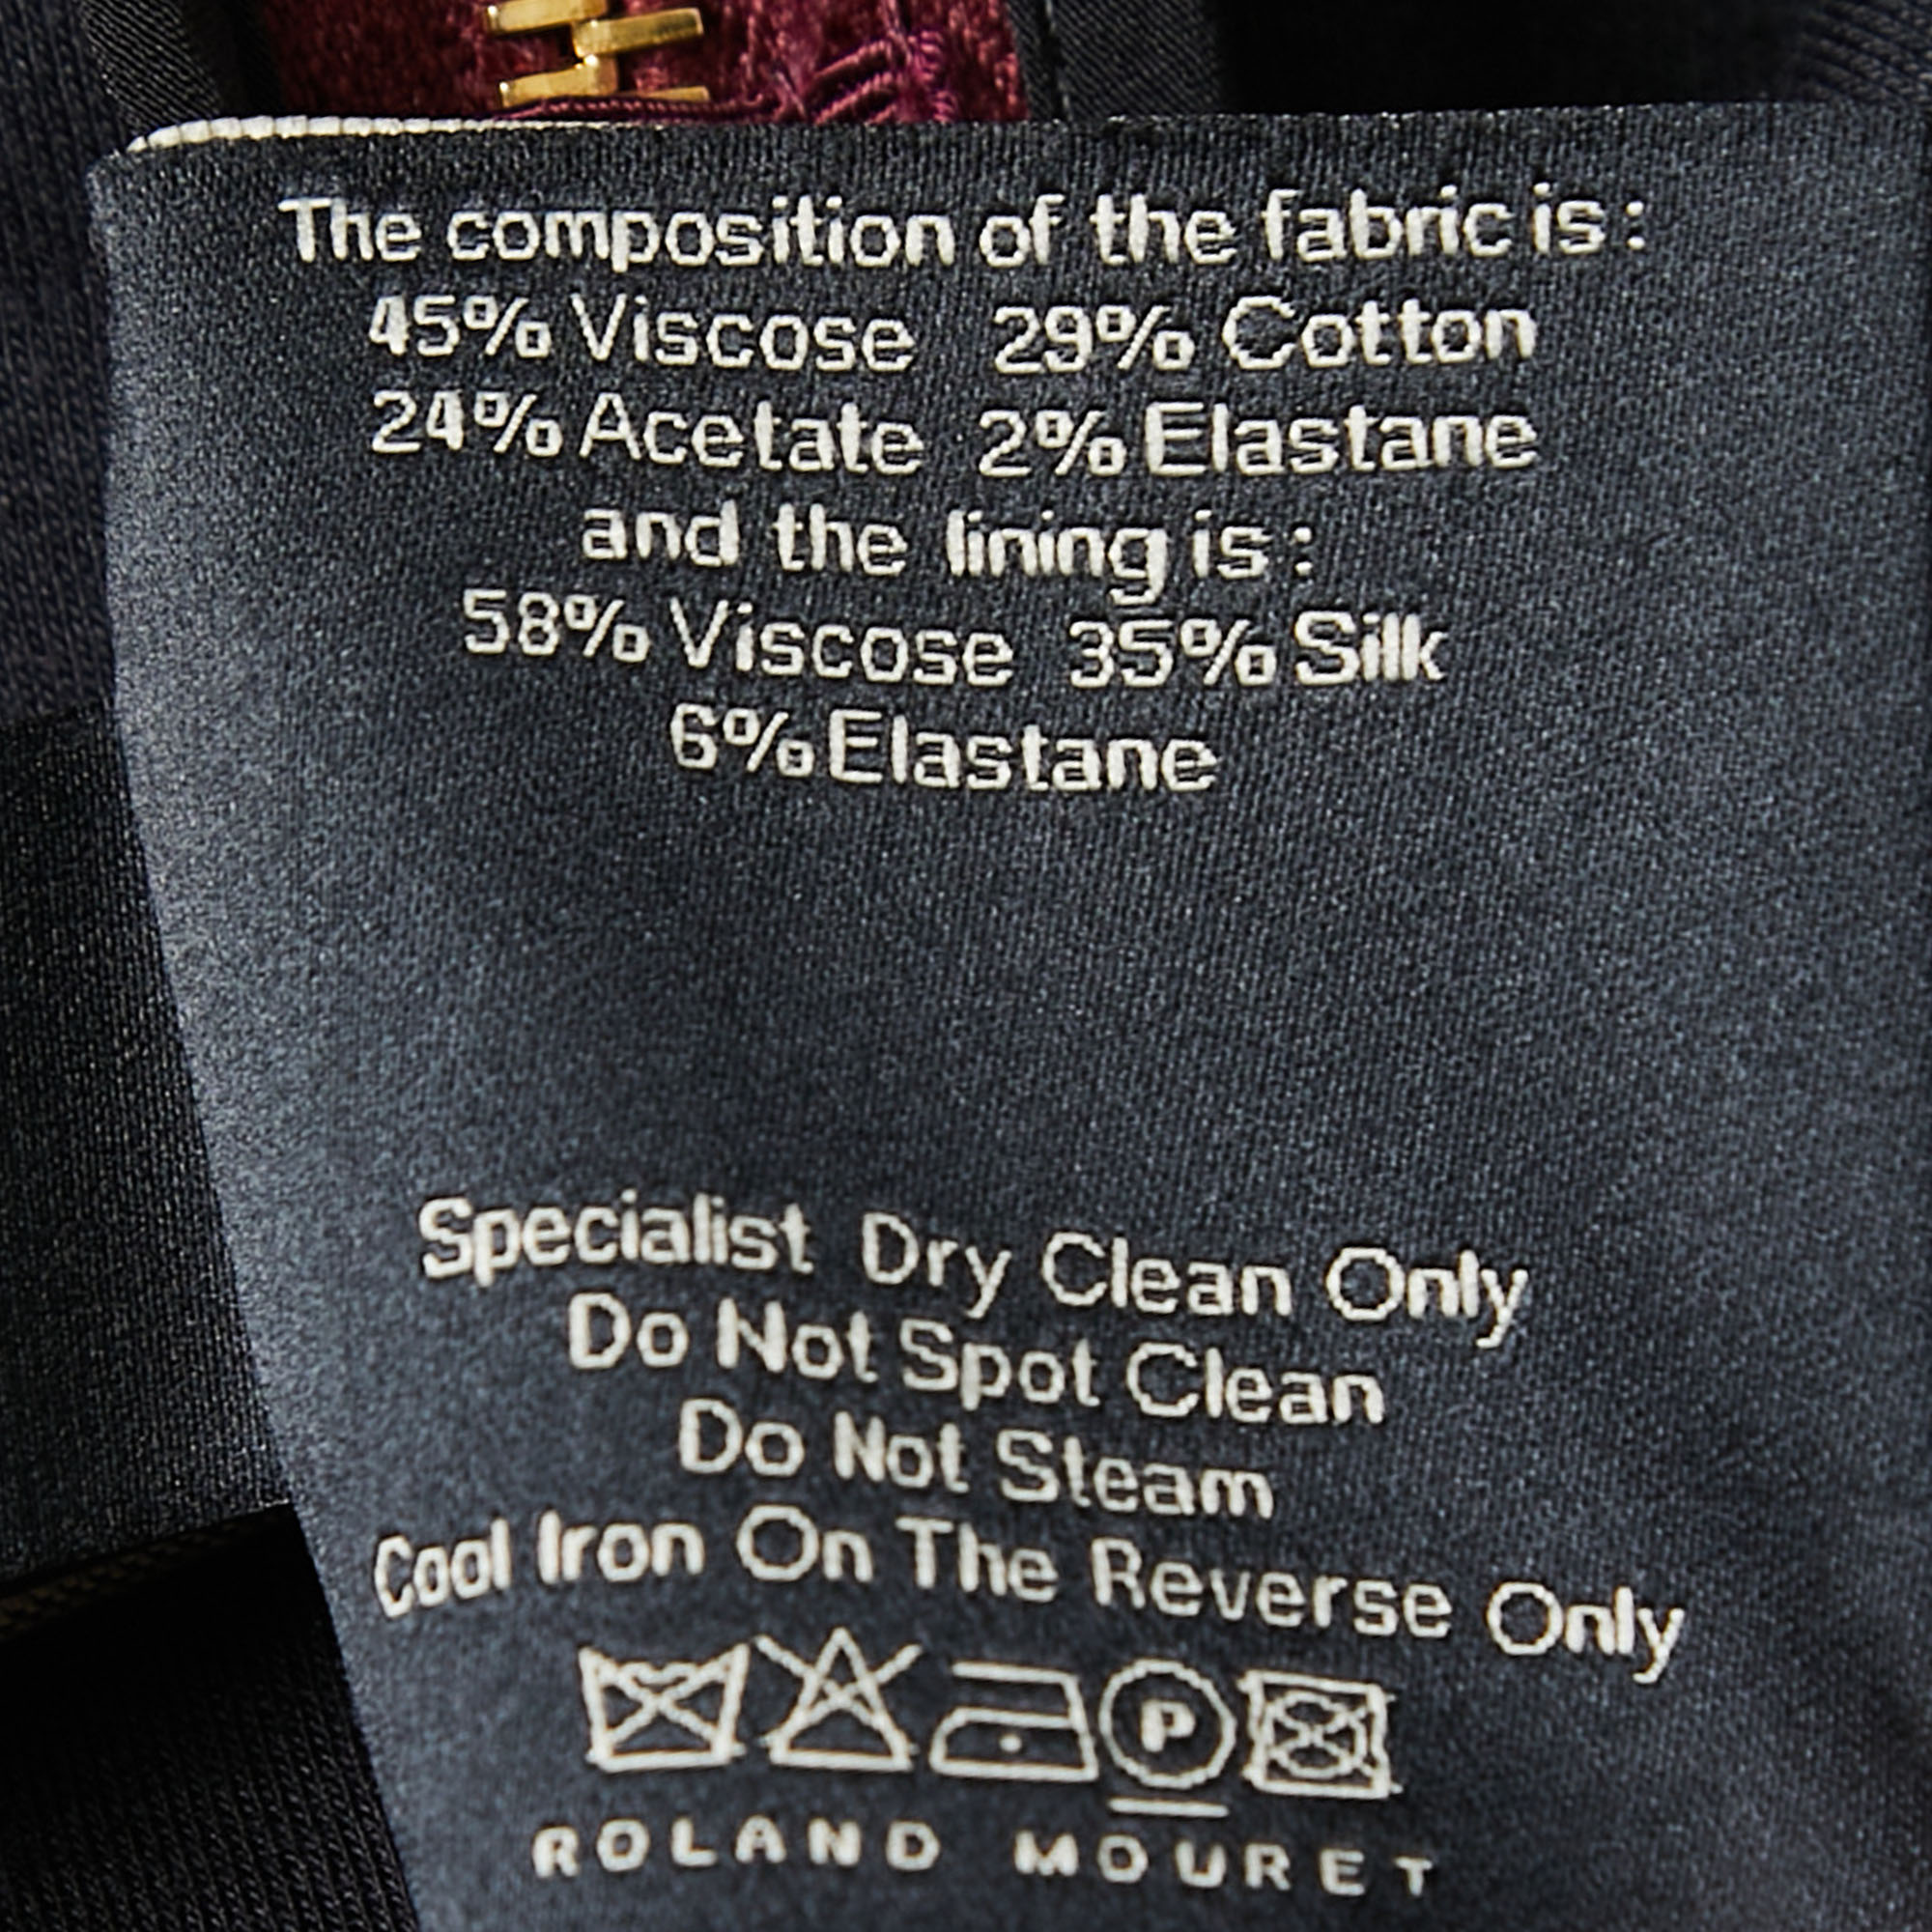 The composition of the fabric is :
45% Viscose 29% Cotton
24% Acetate 2% Elastane
and the lining is :
58% Viscose 35% Silk
6% Elastane
Specialist Dry Clean Only
Do Not Spot Clean
Do Not Steam
Cool Iron On The Reverse Only
P
ROLAND MOURET